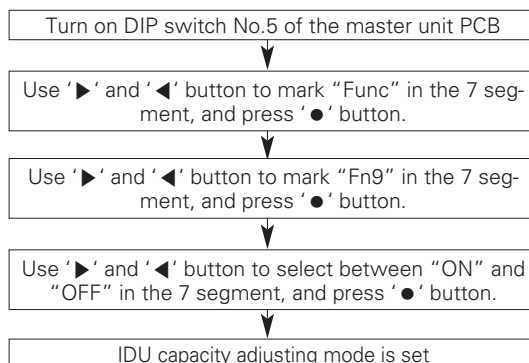 Turn on DIP switch No.5 of the master unit PCB
Use ‘▶‘ and ‘◀‘ button to mark “Func” in the 7 seg-
ment, and press ‘●‘ button.
Use ‘▶‘ and ‘◀‘ button to mark “Fn9” in the 7 seg-
ment, and press ‘●‘ button.
Use ‘▶‘ and ‘◀‘ button to select between “ON” and
“OFF” in the 7 segment, and press ‘●‘ button.
IDU capacity adjusting mode is set